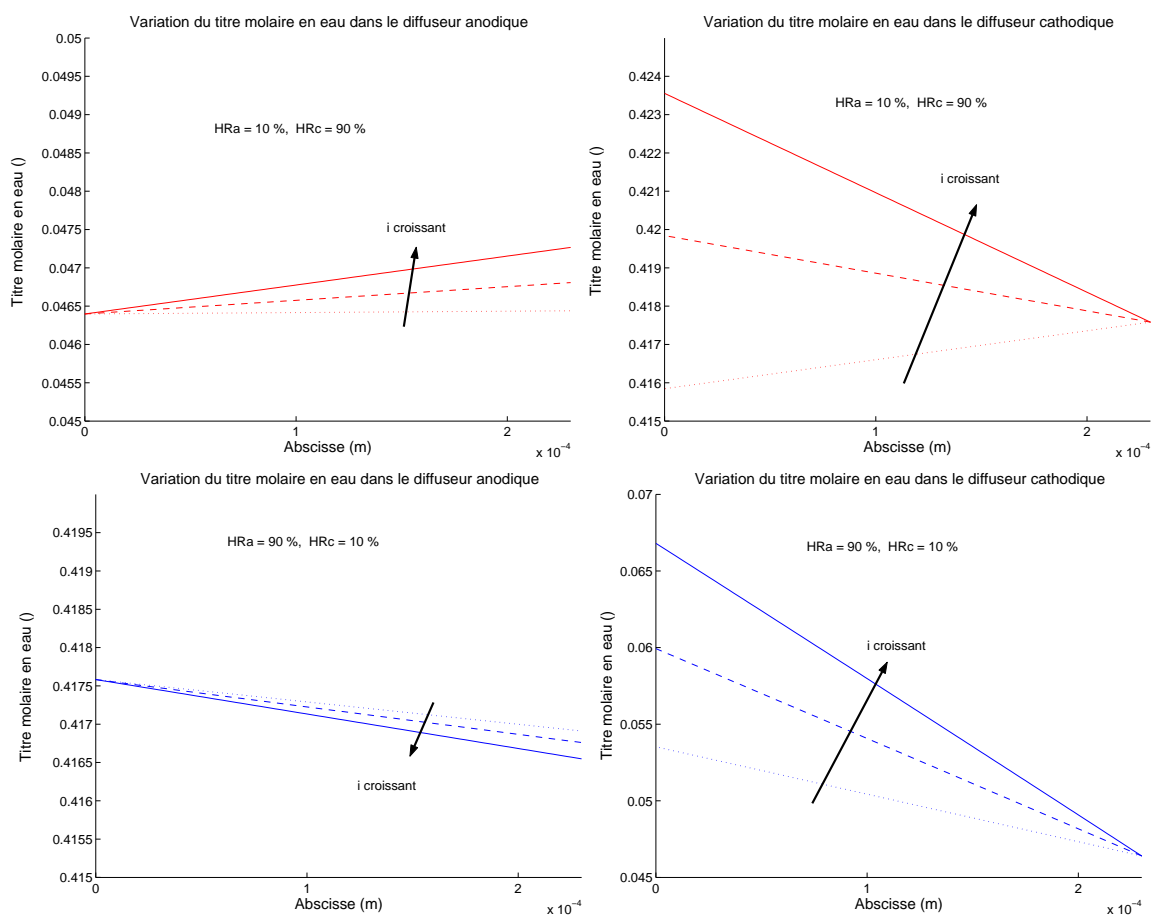 Variation du titre molaire en eau dans le diffuseur anodique
0.05
0.0495
0.049
0.0485
0.048
0.0475
0.047
0.0465
0.046
0.0455
0.045
Titre molaire en eau ()
HRa = 10 %, HRc = 90 %
i croissant
0 1 2
Abscisse (m)
x 10⁻⁴
Variation du titre molaire en eau dans le diffuseur cathodique
0.424
0.423
0.422
0.421
0.42
0.419
0.418
0.417
0.416
0.415
Titre molaire en eau ()
HRa = 10 %, HRc = 90 %
i croissant
0 1 2
Abscisse (m)
x 10⁻⁴
Variation du titre molaire en eau dans le diffuseur anodique
0.4195
0.419
0.4185
0.418
0.4175
0.417
0.4165
0.416
0.4155
0.415
Titre molaire en eau ()
HRa = 90 %, HRc = 10 %
i croissant
0 1 2
Abscisse (m)
x 10⁻⁴
Variation du titre molaire en eau dans le diffuseur cathodique
0.07
0.065
0.06
0.055
0.05
0.045
Titre molaire en eau ()
HRa = 90 %, HRc = 10 %
i croissant
0 1 2
Abscisse (m)
x 10⁻⁴